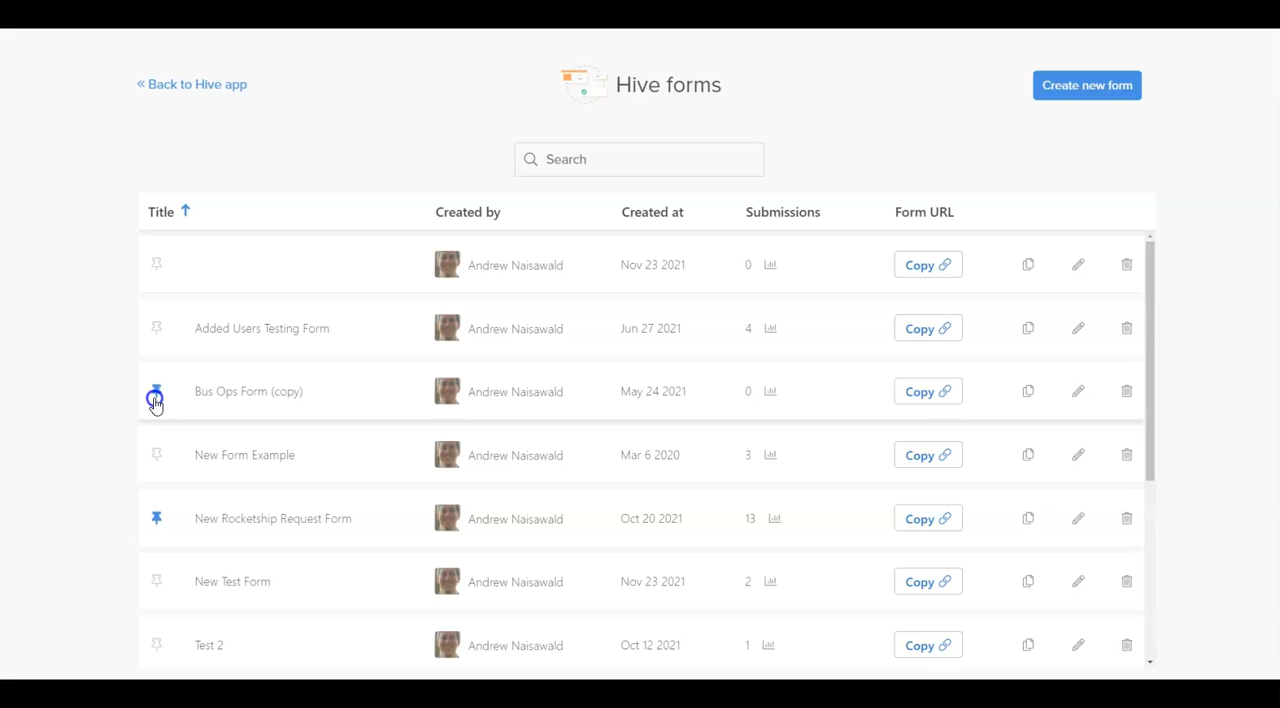 « Back to Hive app
Hive forms
Create new form
Search
Title Created by Created at Submissions Form URL
Andrew Naisawald Nov 23 2021 0 Copy
Added Users Testing Form Andrew Naisawald Jun 27 2021 4 Copy
Bus Ops Form (copy) Andrew Naisawald May 24 2021 0 Copy
New Form Example Andrew Naisawald Mar 6 2020 3 Copy
New Rocketship Request Form Andrew Naisawald Oct 20 2021 13 Copy
New Test Form Andrew Naisawald Nov 23 2021 2 Copy
Test 2 Andrew Naisawald Oct 12 2021 1 Copy